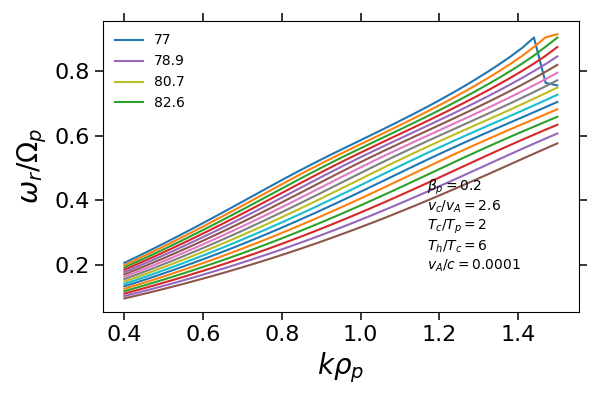 77
78.9
80.7
82.6
0.8
0.6
0.4
0.2
ω_r/Ω_p
β_p = 0.2
v_c/v_A = 2.6
T_c/T_p = 2
T_h/T_c = 6
v_A/c = 0.0001
0.4 0.6 0.8 1.0 1.2 1.4
kρ_p